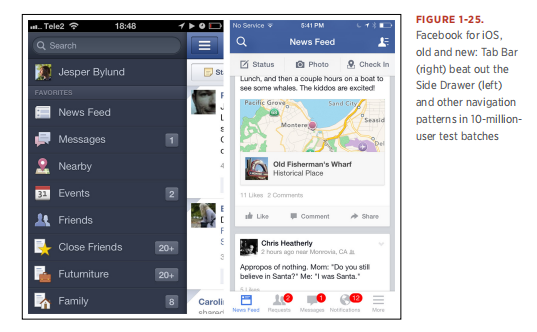 Tele2
18:48
Search
Jesper Bylund
FAVORITES
News Feed
Messages 1
Nearby
31 Events 2
Friends
Close Friends 20+
Futurniture 20+
Family 8
St
Caroli
shared
No Service
5:41 PM
News Feed
Status
Photo
Check In
Lunch, and then a couple hours on a boat to
see some whales. The kiddos are excited!
Pacific Grove
Sand City
Monterey
Seasid
Del
Old Fisherman's Wharf
Historical Place
11 Likes 2 Comments
Like
Comment
Share
Chris Heatherly
2 hours ago near Monrovia, CA
Appropos of nothing. Mom: "Do you still
believe in Santa?" Me: "I was Santa."
5 Likes
2
1
12
News Feed
Requests
Messages
Notifications
More
FIGURE 1-25.
Facebook for iOS,
old and new: Tab Bar
(right) beat out the
Side Drawer (left)
and other navigation
patterns in 10-million-
user test batches